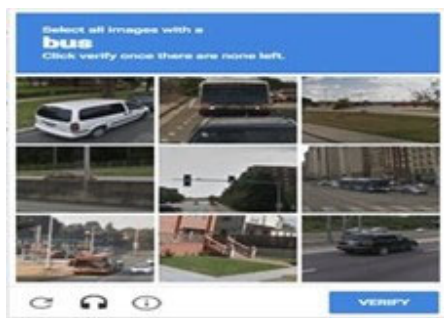 Select all images with a
bus
Click verify once there are none left.
VERIFY